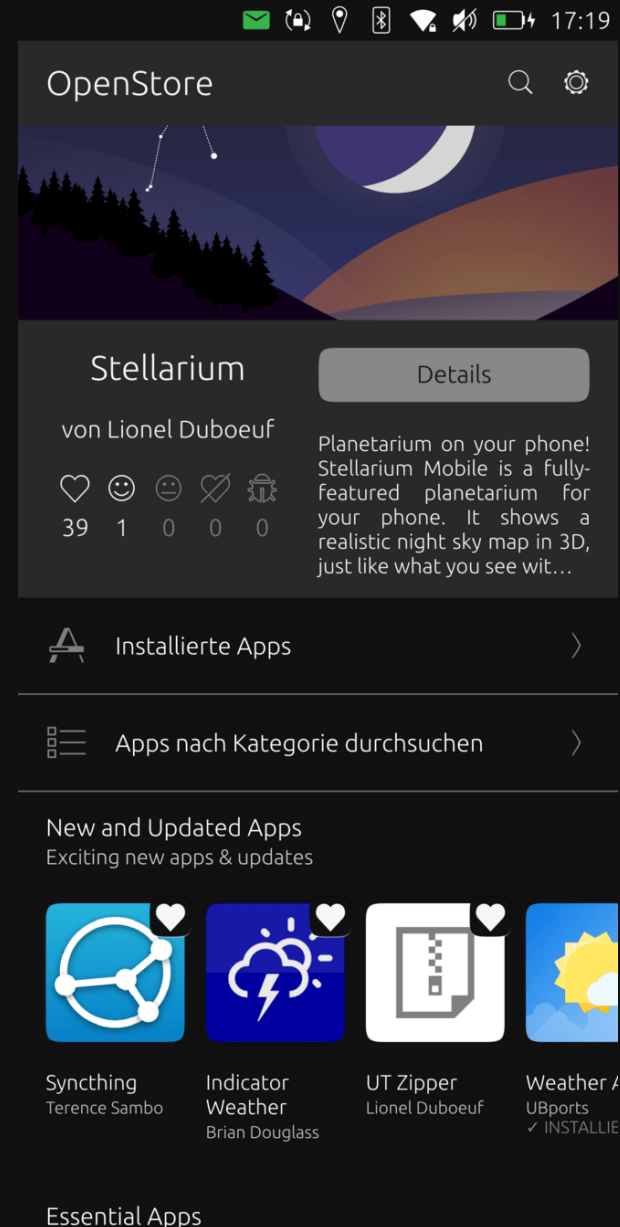 17:19
OpenStore
Stellarium
Details
von Lionel Duboeuf
39 1 0 0 0
Planetarium on your phone!
Stellarium Mobile is a fully-
featured planetarium for
your phone. It shows a
realistic night sky map in 3D,
just like what you see wit...
Installierte Apps
Apps nach Kategorie durchsuchen
New and Updated Apps
Exciting new apps & updates
Syncthing
Terence Sambo
Indicator
Weather
Brian Douglass
UT Zipper
Lionel Duboeuf
Weather A
UBports
✓ INSTALLIE
Essential Apps